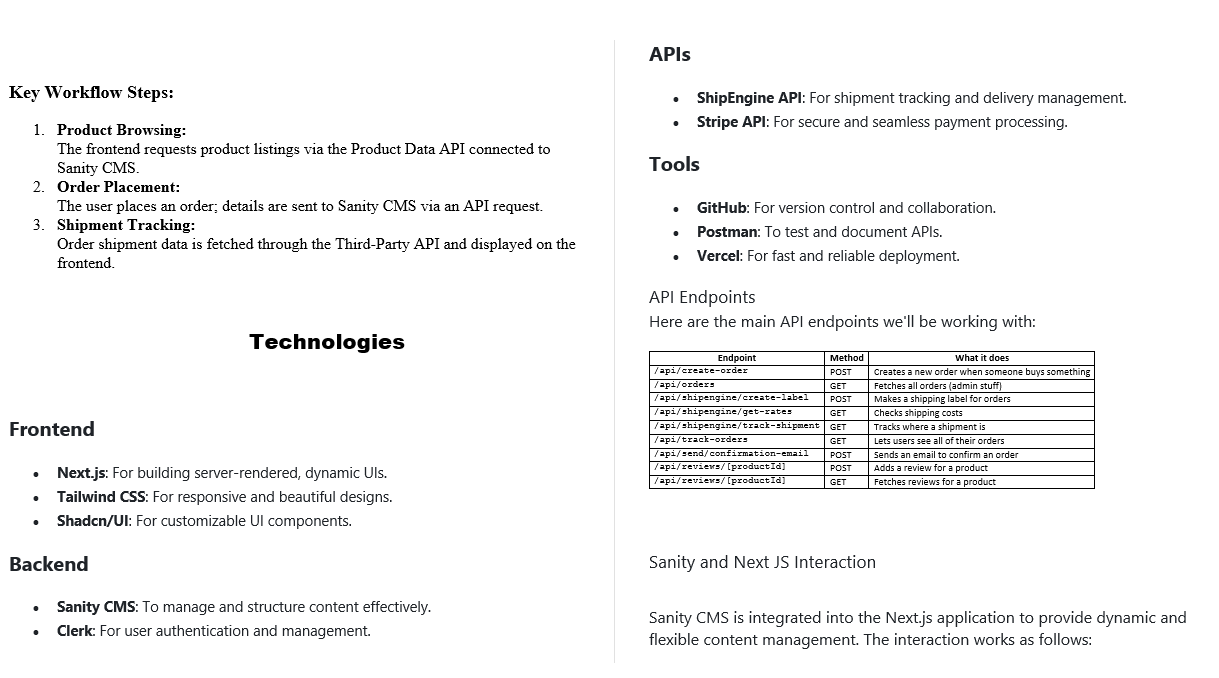 Key Workflow Steps:
1. Product Browsing:
The frontend requests product listings via the Product Data API connected to
Sanity CMS.
2. Order Placement:
The user places an order; details are sent to Sanity CMS via an API request.
3. Shipment Tracking:
Order shipment data is fetched through the Third-Party API and displayed on the
frontend.
Technologies
Frontend
• Next.js: For building server-rendered, dynamic UIs.
• Tailwind CSS: For responsive and beautiful designs.
• Shadcn/UI: For customizable UI components.
Backend
• Sanity CMS: To manage and structure content effectively.
• Clerk: For user authentication and management.
APIs
• ShipEngine API: For shipment tracking and delivery management.
• Stripe API: For secure and seamless payment processing.
Tools
• GitHub: For version control and collaboration.
• Postman: To test and document APIs.
• Vercel: For fast and reliable deployment.
API Endpoints
Here are the main API endpoints we'll be working with:
Endpoint Method What it does
/api/create-order POST Creates a new order when someone buys something
/api/orders GET Fetches all orders (admin stuff)
/api/shipengine/create-label POST Makes a shipping label for orders
/api/shipengine/get-rates GET Checks shipping costs
/api/shipengine/track-shipment GET Tracks where a shipment is
/api/track-orders GET Lets users see all of their orders
/api/send/confirmation-email POST Sends an email to confirm an order
/api/reviews/[productId] POST Adds a review for a product
/api/reviews/[productId] GET Fetches reviews for a product
Sanity and Next JS Interaction
Sanity CMS is integrated into the Next.js application to provide dynamic and
flexible content management. The interaction works as follows: